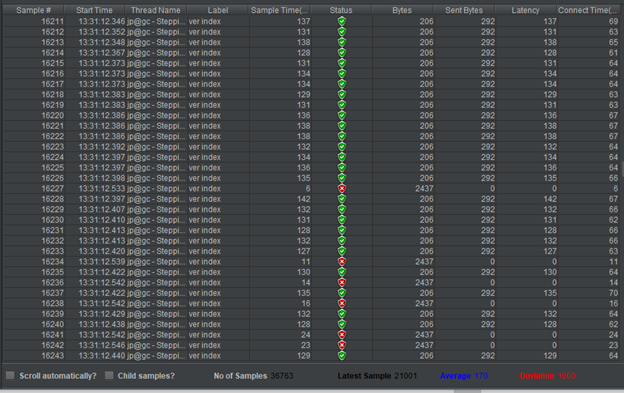 Sample # Start Time Thread Name Label Sample Time(... Status Bytes Sent Bytes Latency Connect Time(...
16211 13:31:12.346 jp@gc - Steppi... ver index 137 206 292 137 69
16212 13:31:12.352 jp@gc - Steppi... ver index 131 206 292 131 63
16213 13:31:12.348 jp@gc - Steppi... ver index 138 206 292 138 65
16214 13:31:12.367 jp@gc - Steppi... ver index 128 206 292 128 61
16215 13:31:12.373 jp@gc - Steppi... ver index 131 206 292 131 64
16216 13:31:12.373 jp@gc - Steppi... ver index 134 206 292 134 64
16217 13:31:12.373 jp@gc - Steppi... ver index 134 206 292 134 64
16218 13:31:12.383 jp@gc - Steppi... ver index 129 206 292 129 63
16219 13:31:12.383 jp@gc - Steppi... ver index 131 206 292 131 64
16220 13:31:12.386 jp@gc - Steppi... ver index 136 206 292 136 67
16221 13:31:12.386 jp@gc - Steppi... ver index 138 206 292 138 67
16222 13:31:12.386 jp@gc - Steppi... ver index 138 206 292 138 66
16223 13:31:12.392 jp@gc - Steppi... ver index 132 206 292 132 64
16224 13:31:12.397 jp@gc - Steppi... ver index 134 206 292 134 64
16225 13:31:12.397 jp@gc - Steppi... ver index 136 206 292 136 64
16226 13:31:12.398 jp@gc - Steppi... ver index 135 206 292 135 66
16227 13:31:12.533 jp@gc - Steppi... ver index 6 2437 0 0 6
16228 13:31:12.397 jp@gc - Steppi... ver index 142 206 292 142 67
16229 13:31:12.407 jp@gc - Steppi... ver index 132 206 292 132 66
16230 13:31:12.410 jp@gc - Steppi... ver index 131 206 292 131 62
16231 13:31:12.413 jp@gc - Steppi... ver index 128 206 292 128 66
16232 13:31:12.413 jp@gc - Steppi... ver index 132 206 292 132 66
16233 13:31:12.420 jp@gc - Steppi... ver index 127 206 292 127 63
16234 13:31:12.539 jp@gc - Steppi... ver index 11 2437 0 0 11
16235 13:31:12.422 jp@gc - Steppi... ver index 130 206 292 130 64
16236 13:31:12.542 jp@gc - Steppi... ver index 14 2437 0 0 14
16237 13:31:12.422 jp@gc - Steppi... ver index 135 206 292 135 70
16238 13:31:12.542 jp@gc - Steppi... ver index 16 2437 0 0 16
16239 13:31:12.429 jp@gc - Steppi... ver index 132 206 292 132 64
16240 13:31:12.438 jp@gc - Steppi... ver index 128 206 292 128 62
16241 13:31:12.542 jp@gc - Steppi... ver index 24 2437 0 0 24
16242 13:31:12.546 jp@gc - Steppi... ver index 23 2437 0 0 23
16243 13:31:12.440 jp@gc - Steppi... ver index 129 206 292 129 64
Scroll automatically? Child samples? No of Samples 36763 Latest Sample 21001 Average 170 Deviation